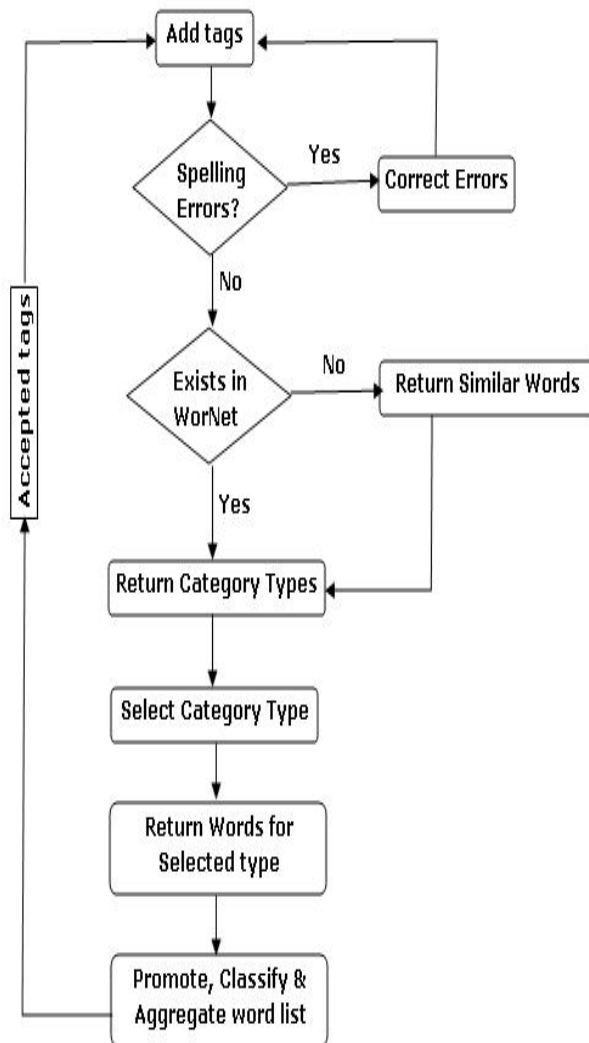 Add tags
Spelling
Errors?
Yes
Correct Errors
No
Exists in
WorNet
No
Return Similar Words
Yes
Accepted tags
Return Category Types
Select Category Type
Return Words for
Selected type
Promote, Classify &
Aggregate word list